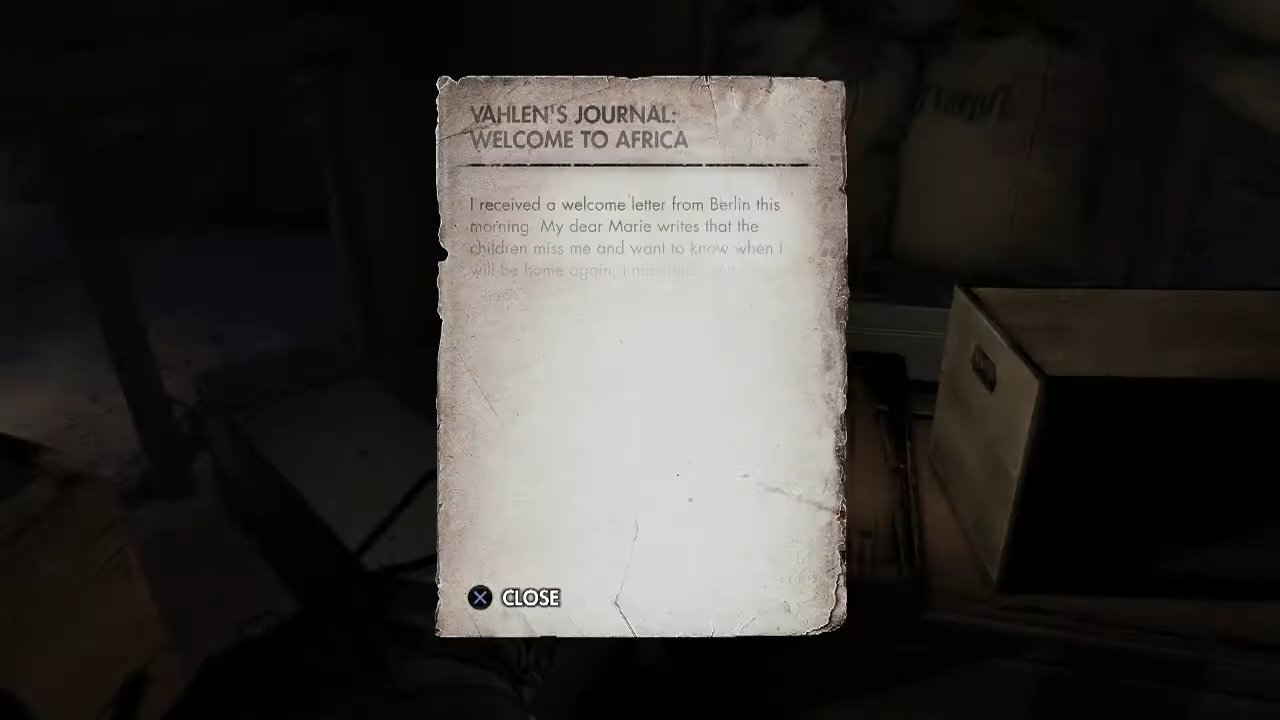 VAHLEN'S JOURNAL:
WELCOME TO AFRICA
I received a welcome letter from Berlin this
morning. My dear Marie writes that the
children miss me and want to know when I
will be home again. I must
CLOSE